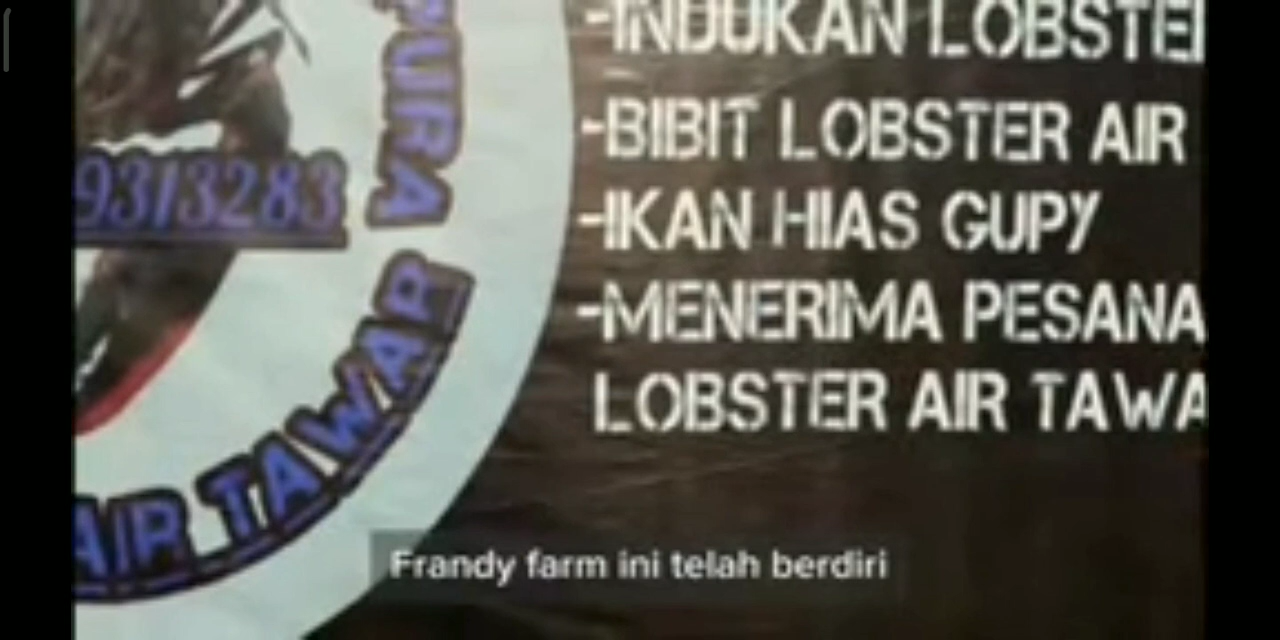 -INDUKAN LOBSTE
-BIBIT LOBSTER AIR
-IKAN HIAS GUPY
-MENERIMA PESANA
LOBSTER AIR TAWA
PURA
93/3283
AIR TAWAR
Frandy farm ini telah berdiri